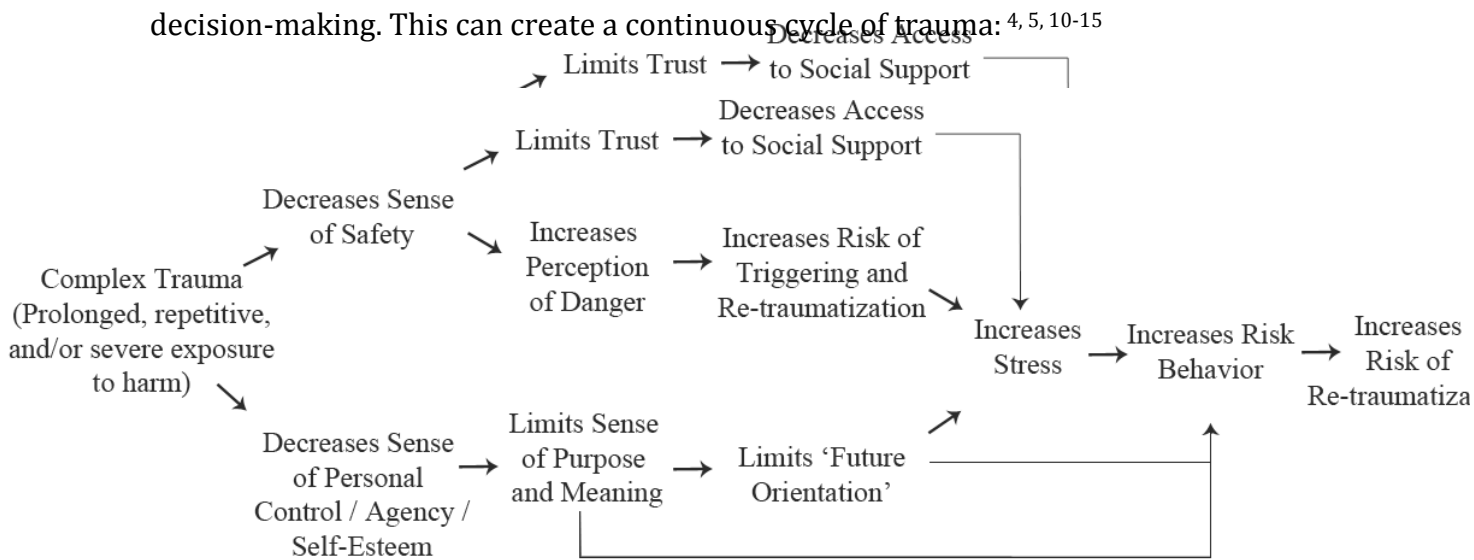 decision-making. This can create a continuous cycle of trauma: 4, 5, 10-15
Limits Trust
Decreases Access
to Social Support
Limits Trust
Decreases Access
to Social Support
Decreases Sense
of Safety
Increases
Perception
of Danger
Increases Risk of
Triggering and
Re-traumatization
Complex Trauma
(Prolonged, repetitive,
and/or severe exposure
to harm)
Increases
Stress
Increases Risk
Behavior
Increases
Risk of
Re-traumatiza
Decreases Sense
of Personal
Control / Agency /
Self-Esteem
Limits Sense
of Purpose
and Meaning
Limits ‘Future
Orientation’